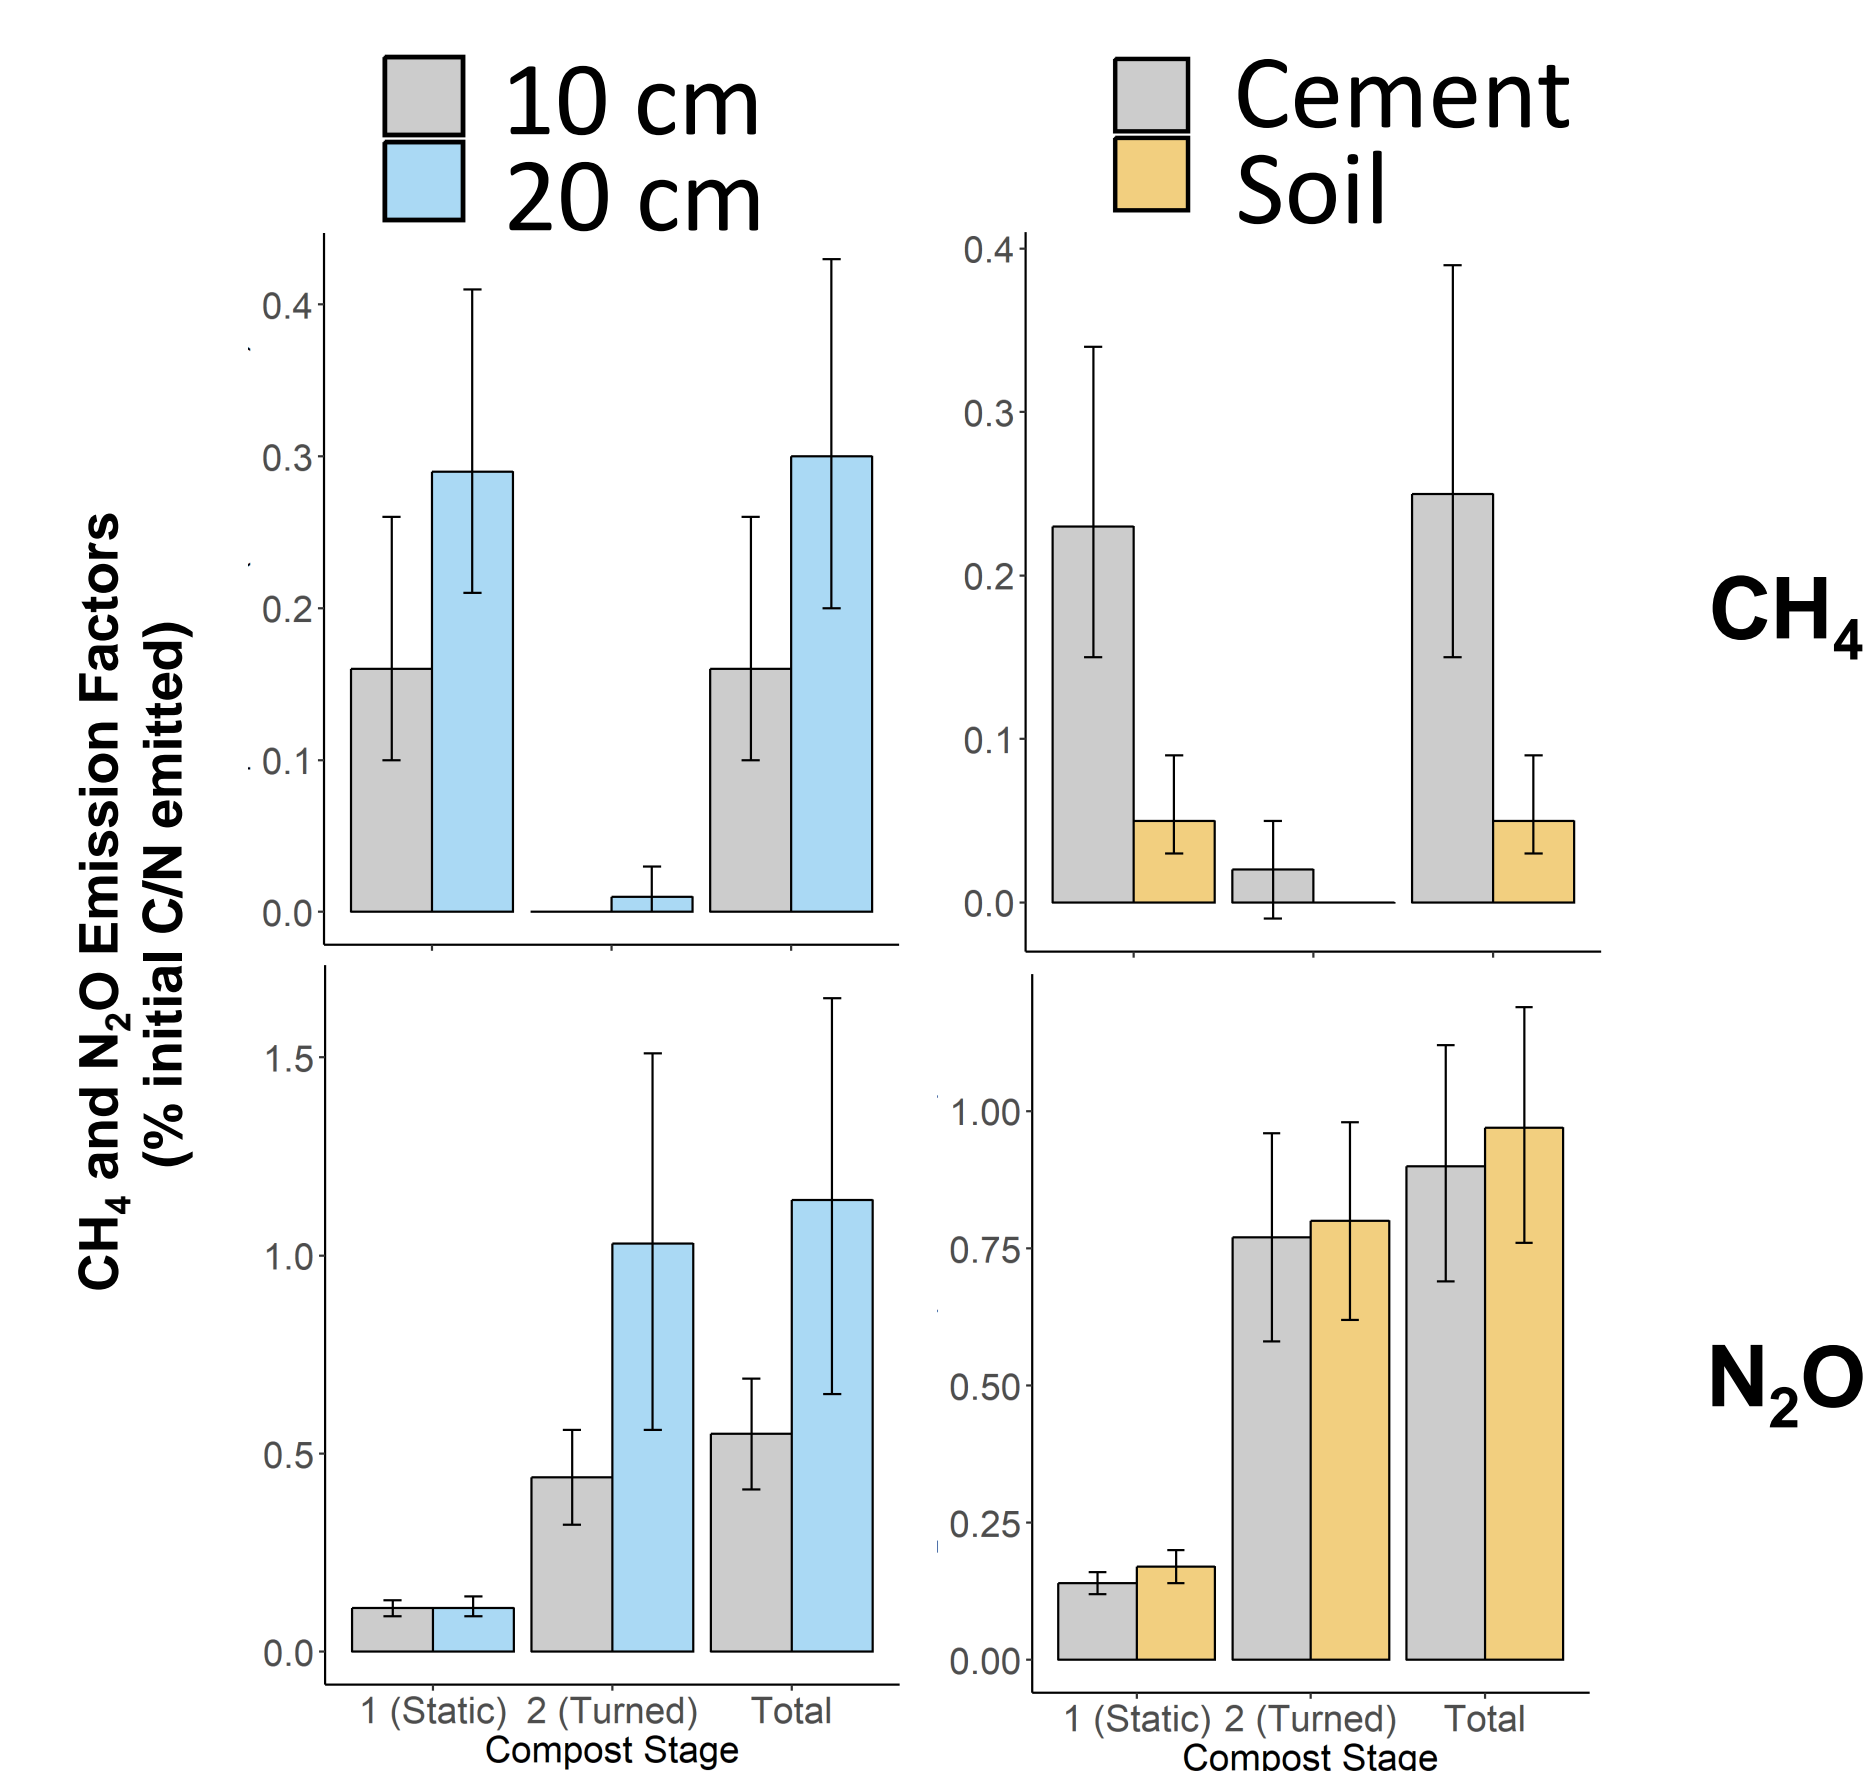 10 cm
20 cm
Cement
Soil
CH₄ and N₂O Emission Factors
(% initial C/N emitted)
0.4
0.3
0.2
0.1
0.0
0.4
0.3
0.2
0.1
0.0
CH₄
1.5
1.0
0.5
0.0
1 (Static) 2 (Turned) Total
Compost Stage
1.00
0.75
0.50
0.25
0.00
1 (Static) 2 (Turned) Total
Compost Stage
N₂O